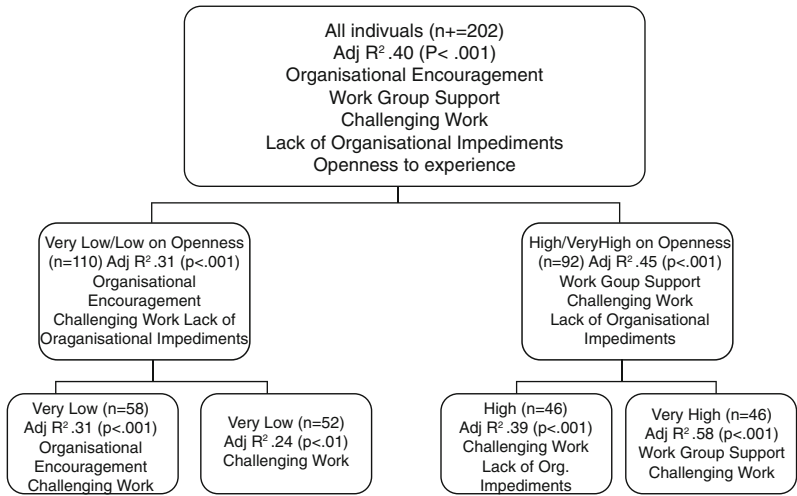 All indivuals (n+=202)
Adj R² .40 (P< .001)
Organisational Encouragement
Work Group Support
Challenging Work
Lack of Organisational Impediments
Openness to experience
Very Low/Low on Openness
(n=110) Adj R² .31 (p<.001)
Organisational
Encouragement
Challenging Work Lack of
Oraganisational Impediments
High/VeryHigh on Openness
(n=92) Adj R² .45 (p<.001)
Work Goup Support
Challenging Work
Lack of Organisational
Impediments
Very Low (n=58)
Adj R² .31 (p<.001)
Organisational
Encouragement
Challenging Work
Very Low (n=52)
Adj R² .24 (p<.01)
Challenging Work
High (n=46)
Adj R² .39 (p<.001)
Challenging Work
Lack of Org.
Impediments
Very High (n=46)
Adj R² .58 (p<.001)
Work Group Support
Challenging Work